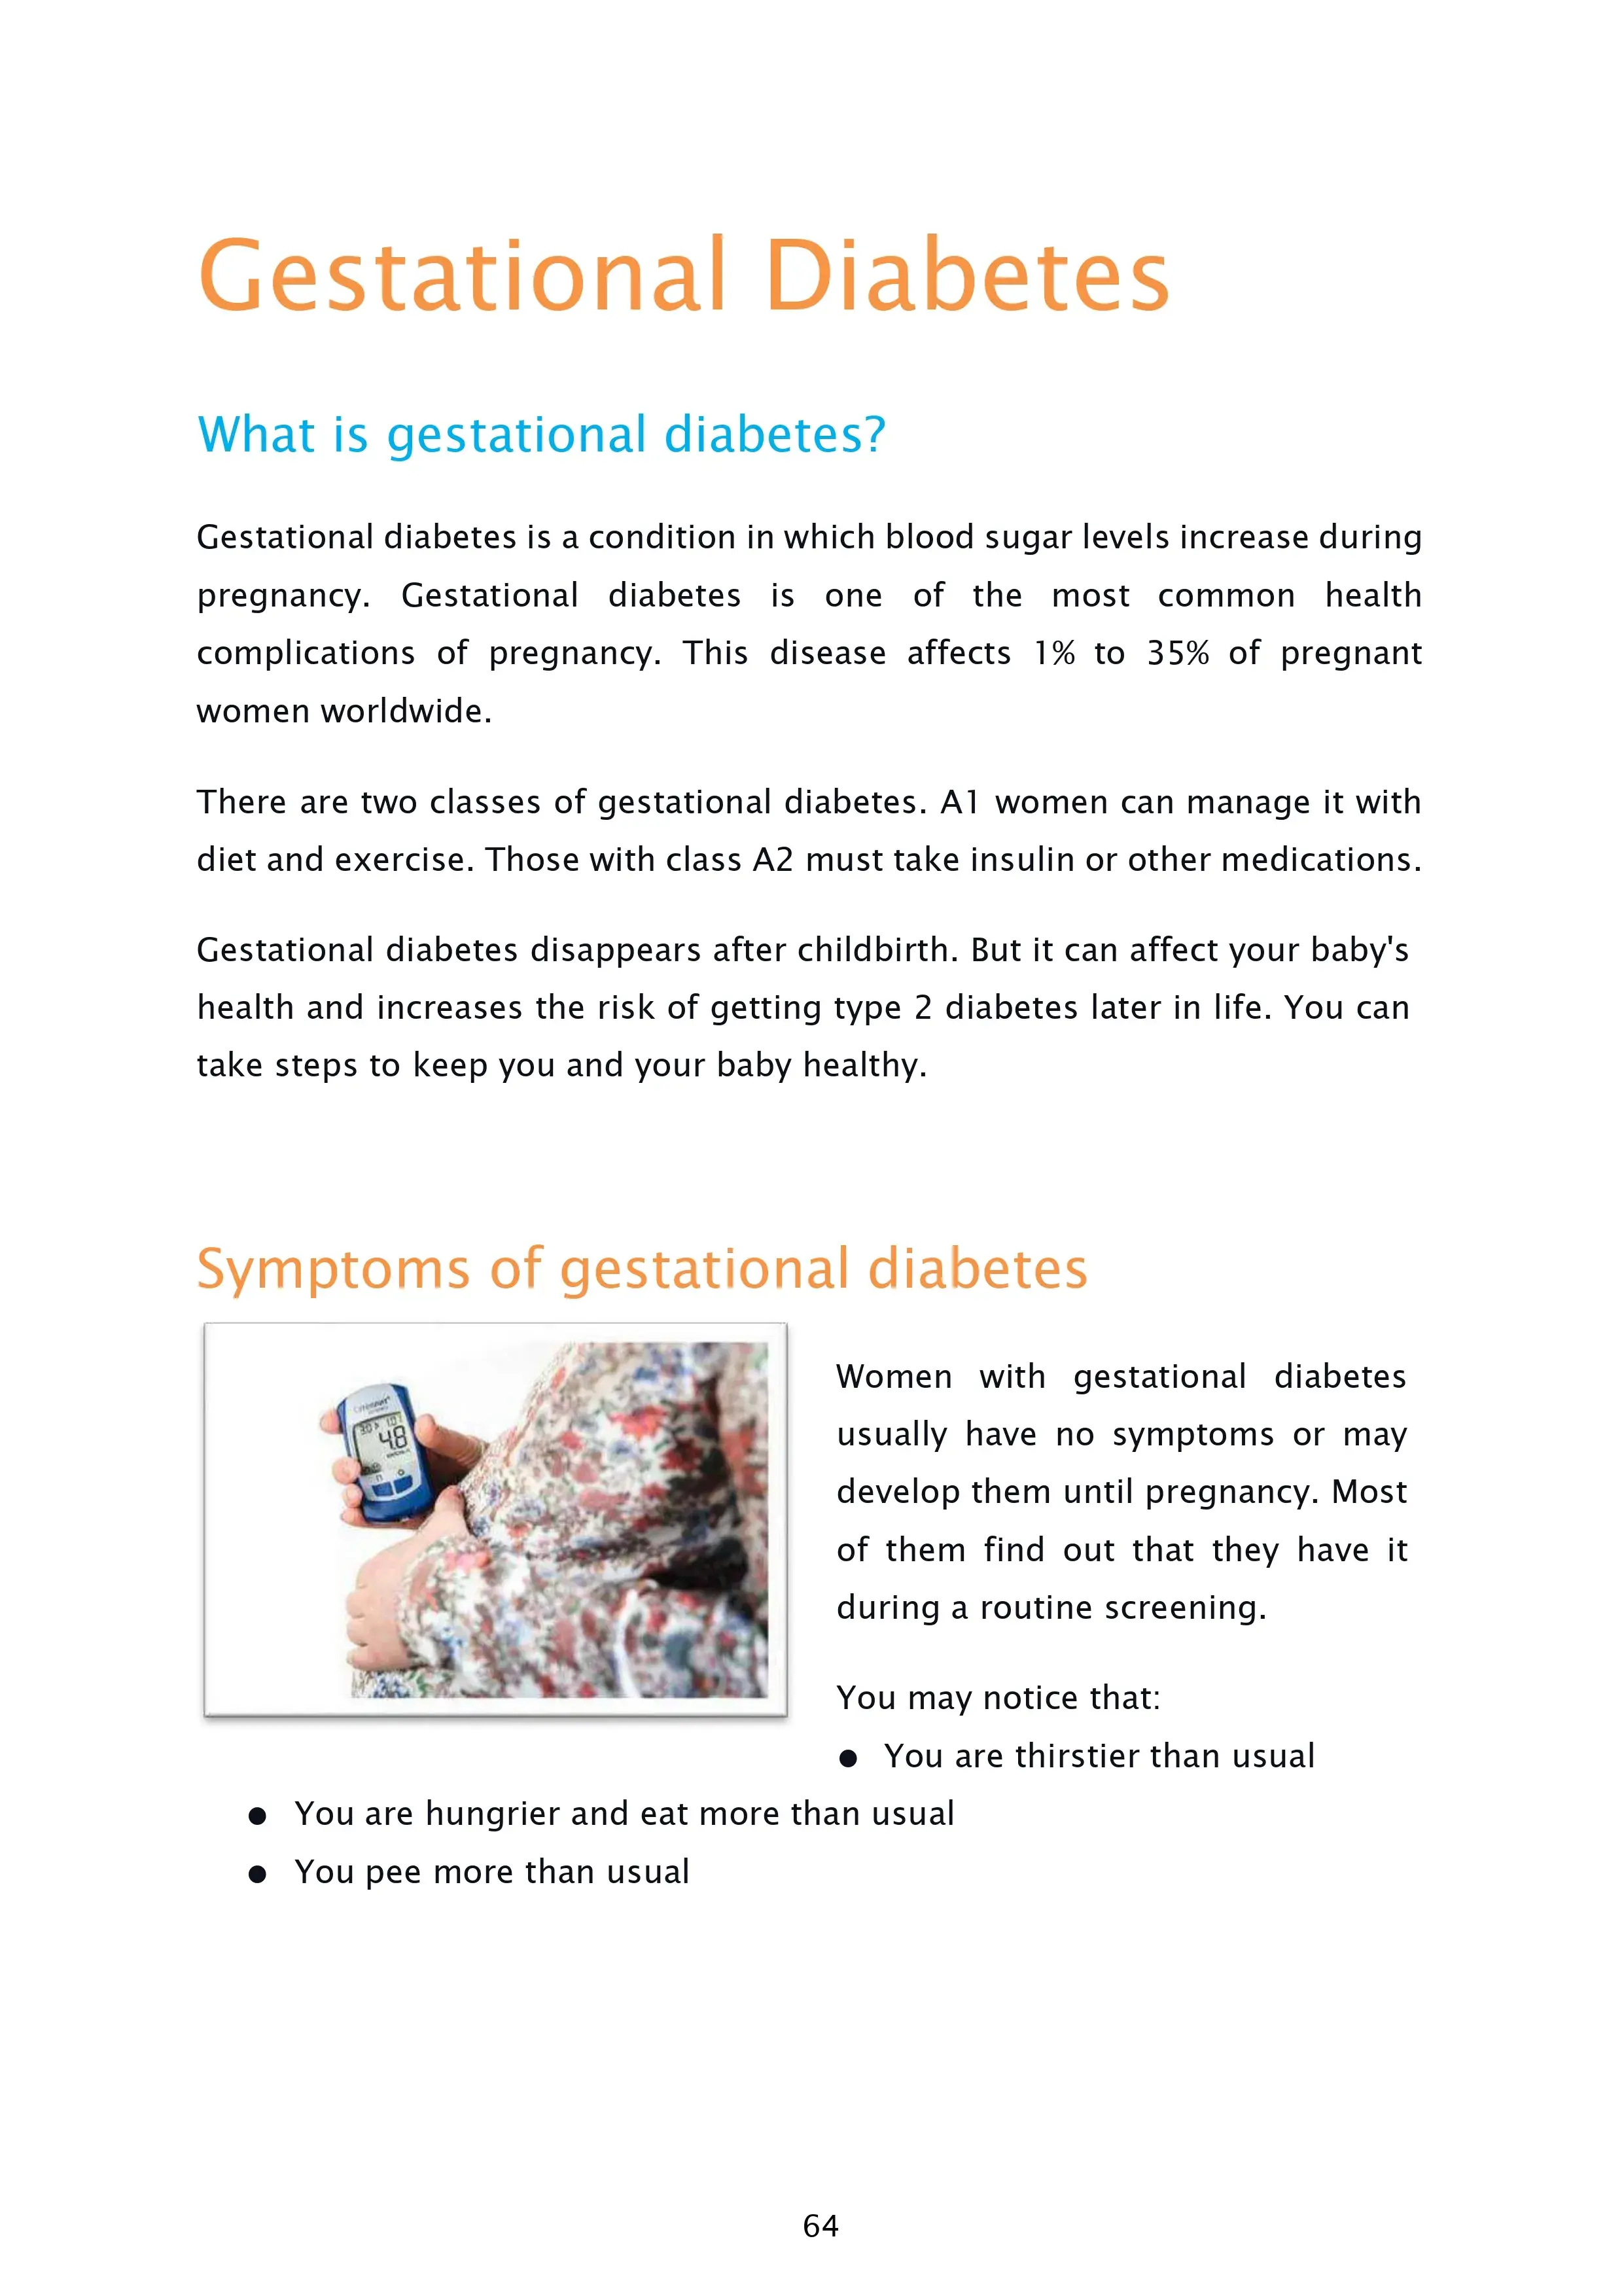 Gestational Diabetes
What is gestational diabetes?
Gestational diabetes is a condition in which blood sugar levels increase during
pregnancy. Gestational diabetes is one of the most common health
complications of pregnancy. This disease affects 1% to 35% of pregnant
women worldwide.
There are two classes of gestational diabetes. A1 women can manage it with
diet and exercise. Those with class A2 must take insulin or other medications.
Gestational diabetes disappears after childbirth. But it can affect your baby's
health and increases the risk of getting type 2 diabetes later in life. You can
take steps to keep you and your baby healthy.
Symptoms of gestational diabetes
4.8
Women with gestational diabetes
usually have no symptoms or may
develop them until pregnancy. Most
of them find out that they have it
during a routine screening.
You may notice that:
● You are thirstier than usual
● You are hungrier and eat more than usual
● You pee more than usual
64